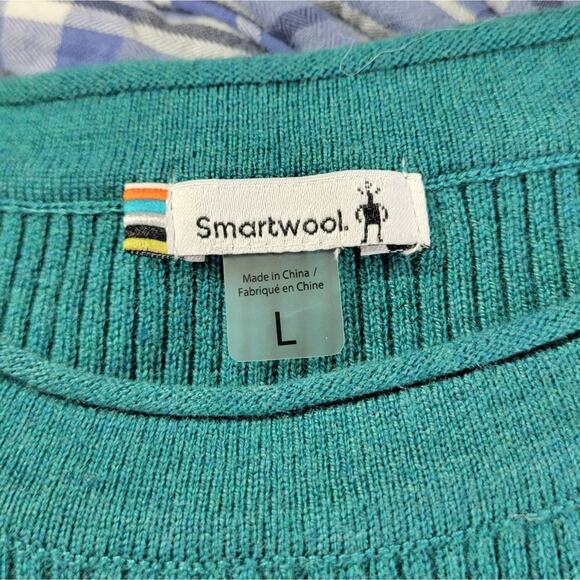 Smartwool.
Made in China /
Fabriqué en Chine
L